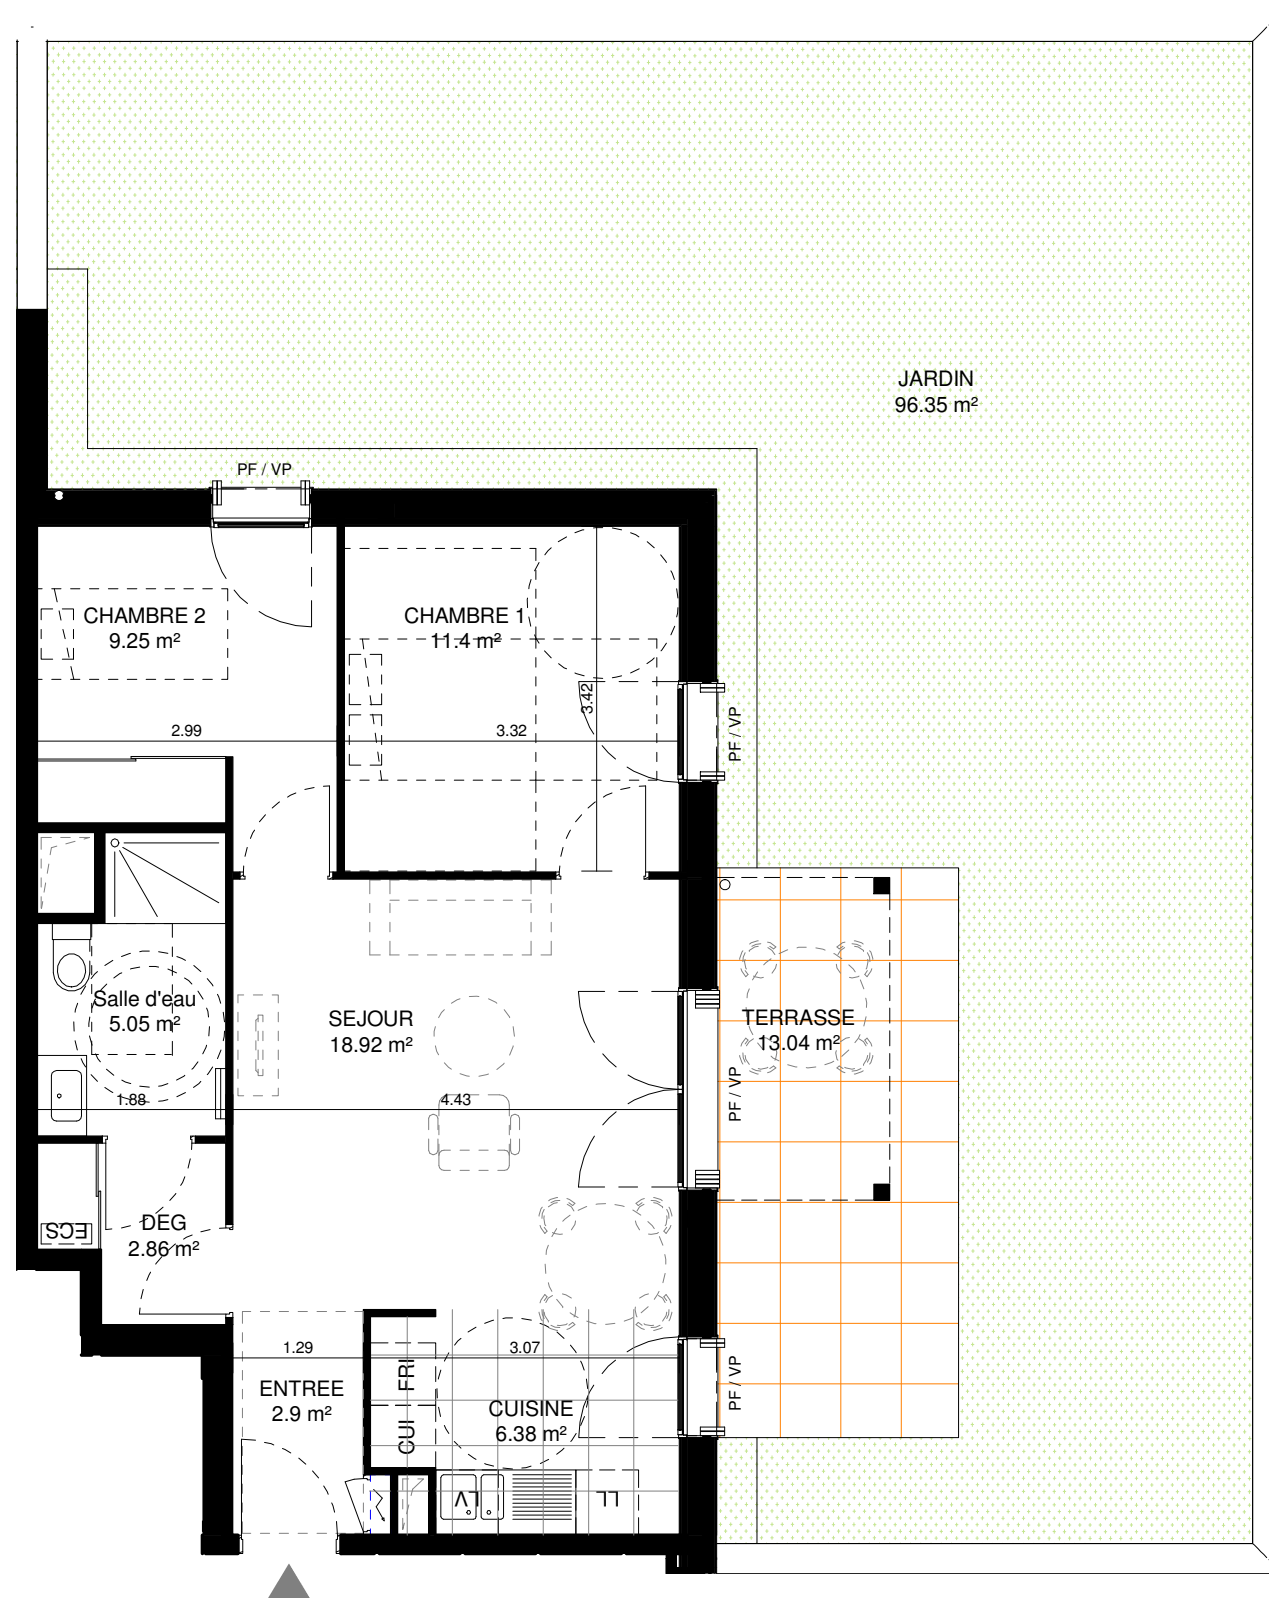 JARDIN
96.35 m²
PF / VP
CHAMBRE 2
9.25 m²
CHAMBRE 1
11.4 m²
3.42
2.99
3.32
PF / VP
Salle d'eau
5.05 m²
SEJOUR
18.92 m²
TERRASSE
13.04 m²
PF / VP
1.88
4.43
ECS
DEG
2.86 m²
1.29
3.07
FRI
ENTREE
2.9 m²
CUISINE
6.38 m²
PF / VP
CUI
LV
LL